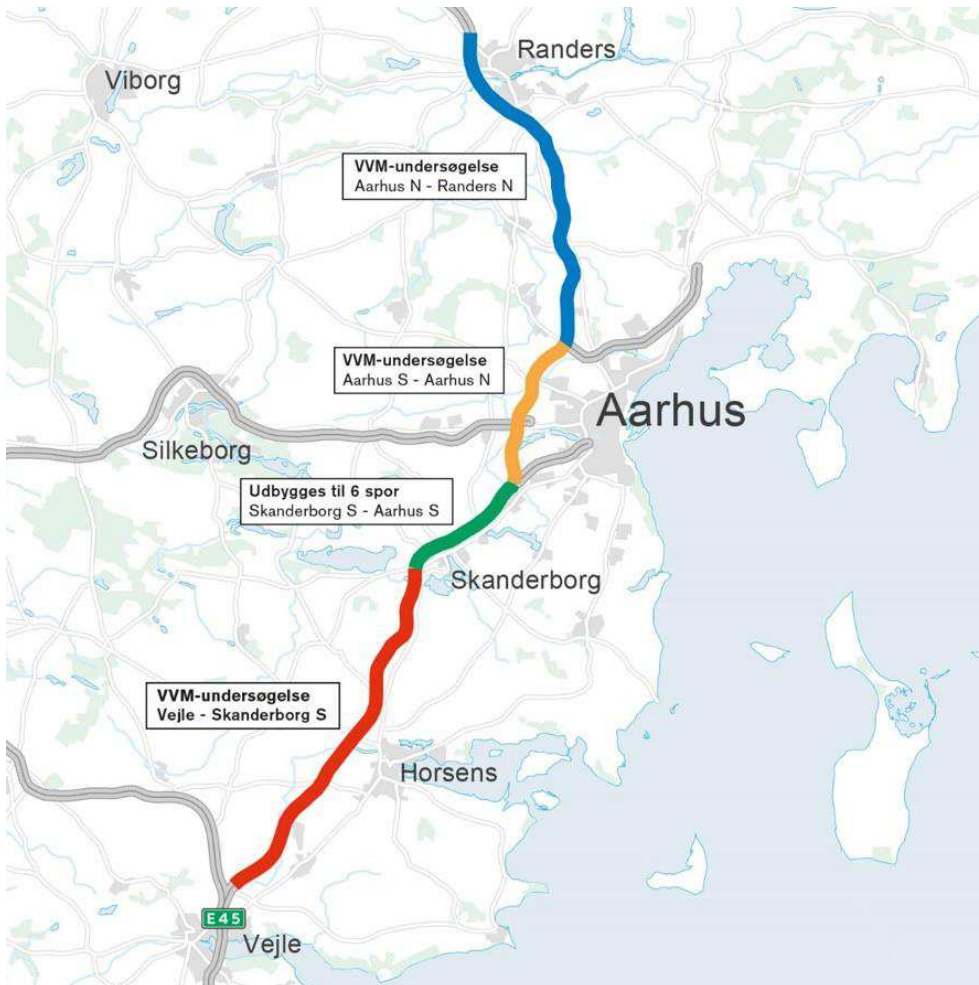 Randers
Viborg
VVM-undersøgelse
Aarhus N - Randers N
VVM-undersøgelse
Aarhus S - Aarhus N
Aarhus
Silkeborg
Udbygges til 6 spor
Skanderborg S - Aarhus S
Skanderborg
VVM-undersøgelse
Vejle - Skanderborg S
Horsens
E45
Vejle